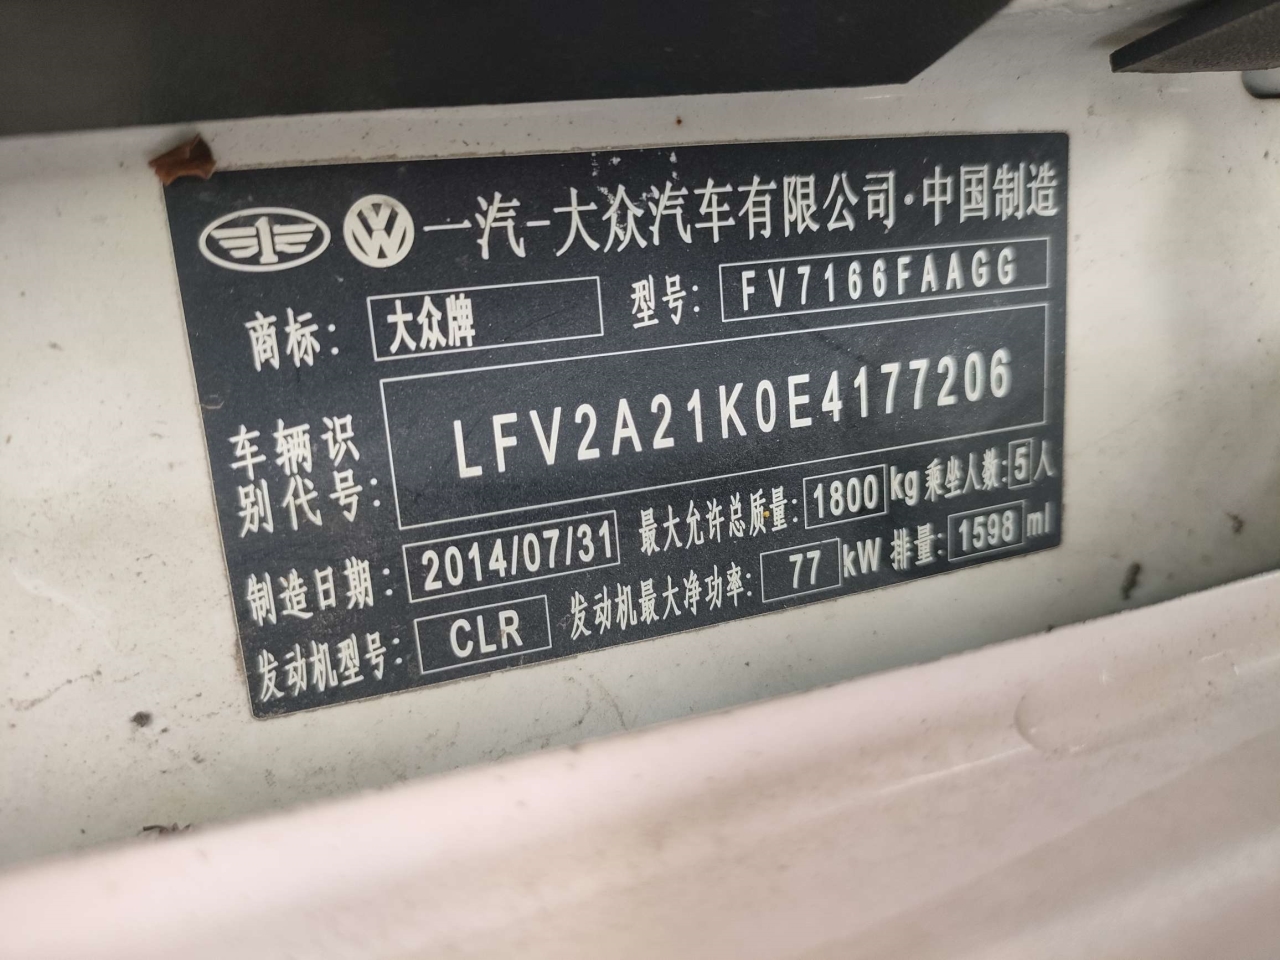 一汽-大众汽车有限公司·中国制造
商标: 大众牌 型号: FV7166FAAGG
车辆识别代号: LFV2A21K0E4177206
制造日期: 2014/07/31 最大允许总质量: 1800 kg 乘坐人数: 5 人
发动机型号: CLR 发动机最大净功率: 77 kW 排量: 1598 ml